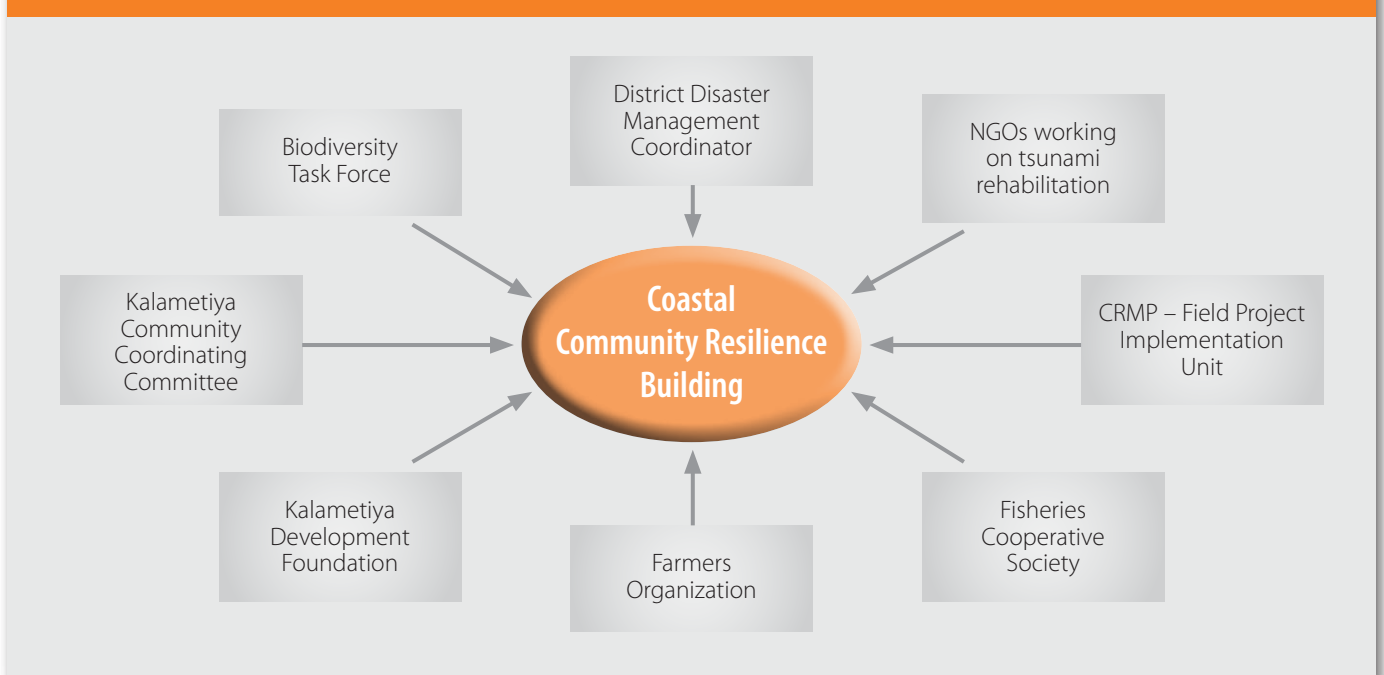 District Disaster
Management
Coordinator
NGOs working
on tsunami
rehabilitation
Biodiversity
Task Force
Kalametiya
Community
Coordinating
Committee
Coastal
Community Resilience
Building
CRMP – Field Project
Implementation
Unit
Kalametiya
Development
Foundation
Farmers
Organization
Fisheries
Cooperative
Society